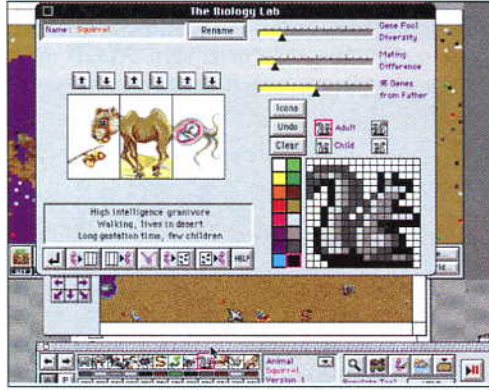 The Biology Lab
Name: Squirrel
Rename
Gene Pool
Diversity
Mating
Difference
% Genes
from Father
Icons
Undo
Clear
Adult
Child
High intelligence granivore
Walking, lives in desert
Long gestation time, few children
HELP
Animal
Squirrel
Version 1
P